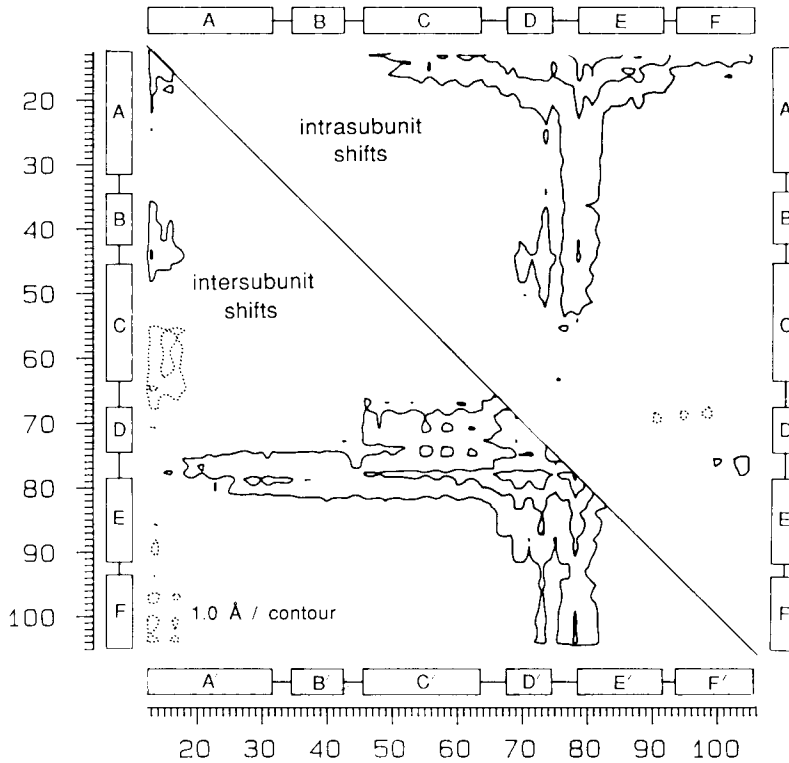 A B C D E F
A
20
intrasubunit
shifts
30
B
40
intersubunit
shifts
50
C
60
70
D
80
E
90
100
F
1.0 Å / contour
A
B
C
D
E
F
A' B' C' D' E' F'
20 30 40 50 60 70 80 90 100